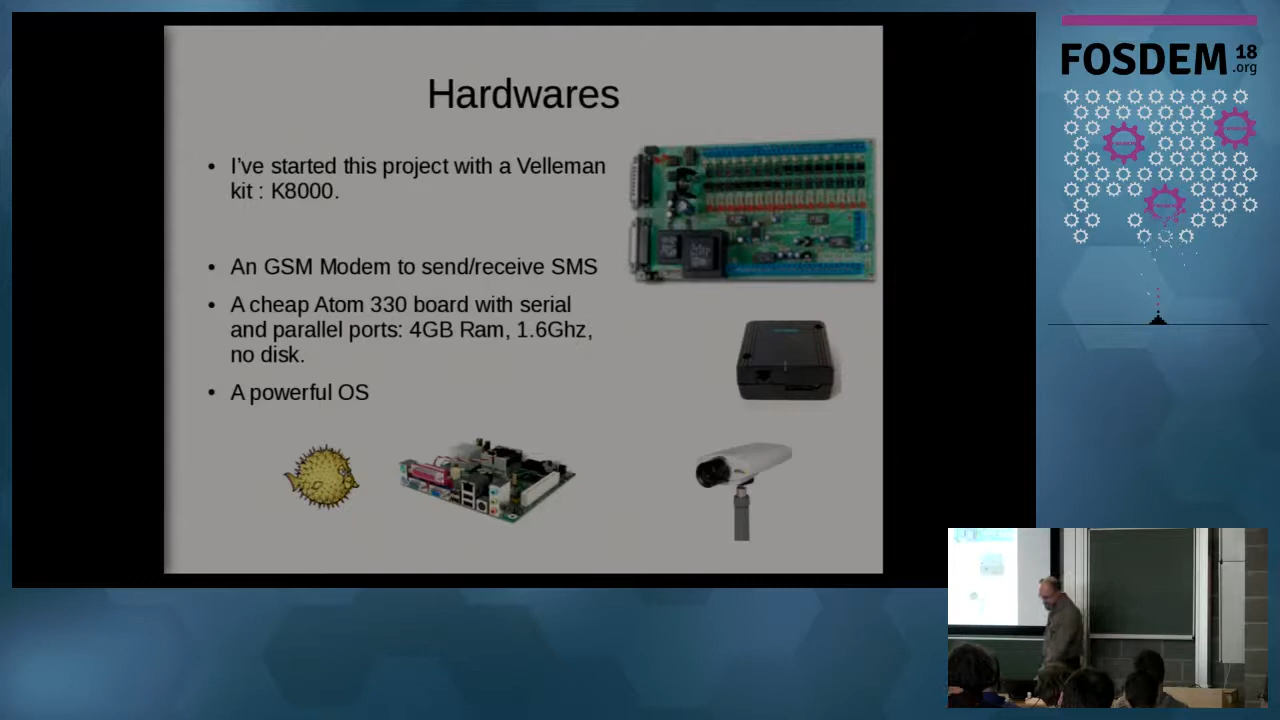 Hardwares
• I've started this project with a Velleman
kit : K8000.
• An GSM Modem to send/receive SMS
• A cheap Atom 330 board with serial
and parallel ports: 4GB Ram, 1.6Ghz,
no disk.
• A powerful OS
FOSDEM 18
.org